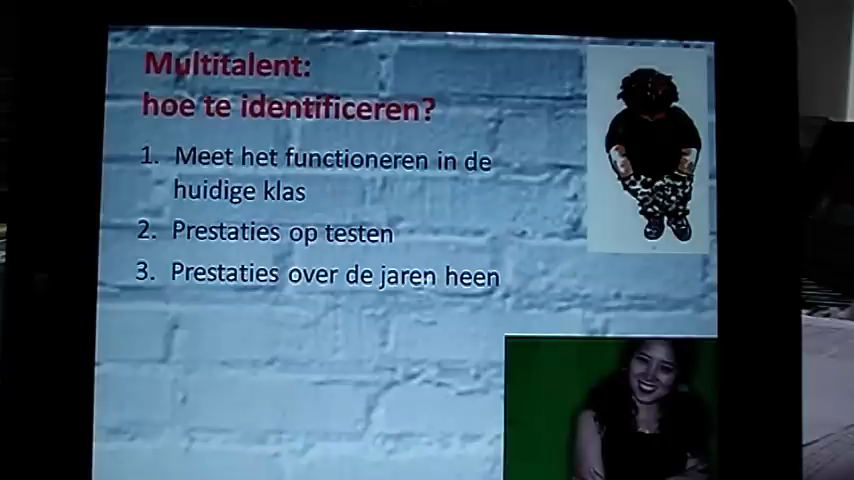 Multitalent:
hoe te identificeren?
1. Meet het functioneren in de
huidige klas
2. Prestaties op testen
3. Prestaties over de jaren heen